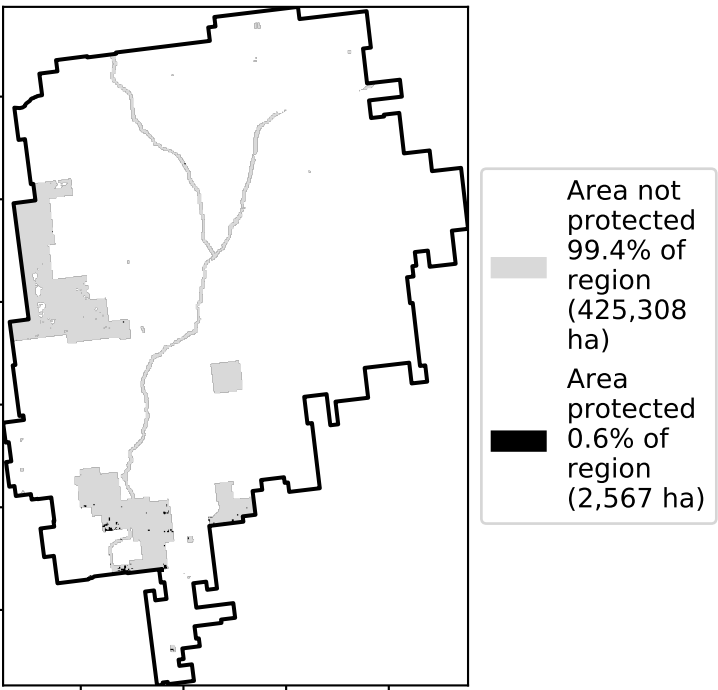 Area not
protected
99.4% of
region
(425,308
ha)
Area
protected
0.6% of
region
(2,567 ha)